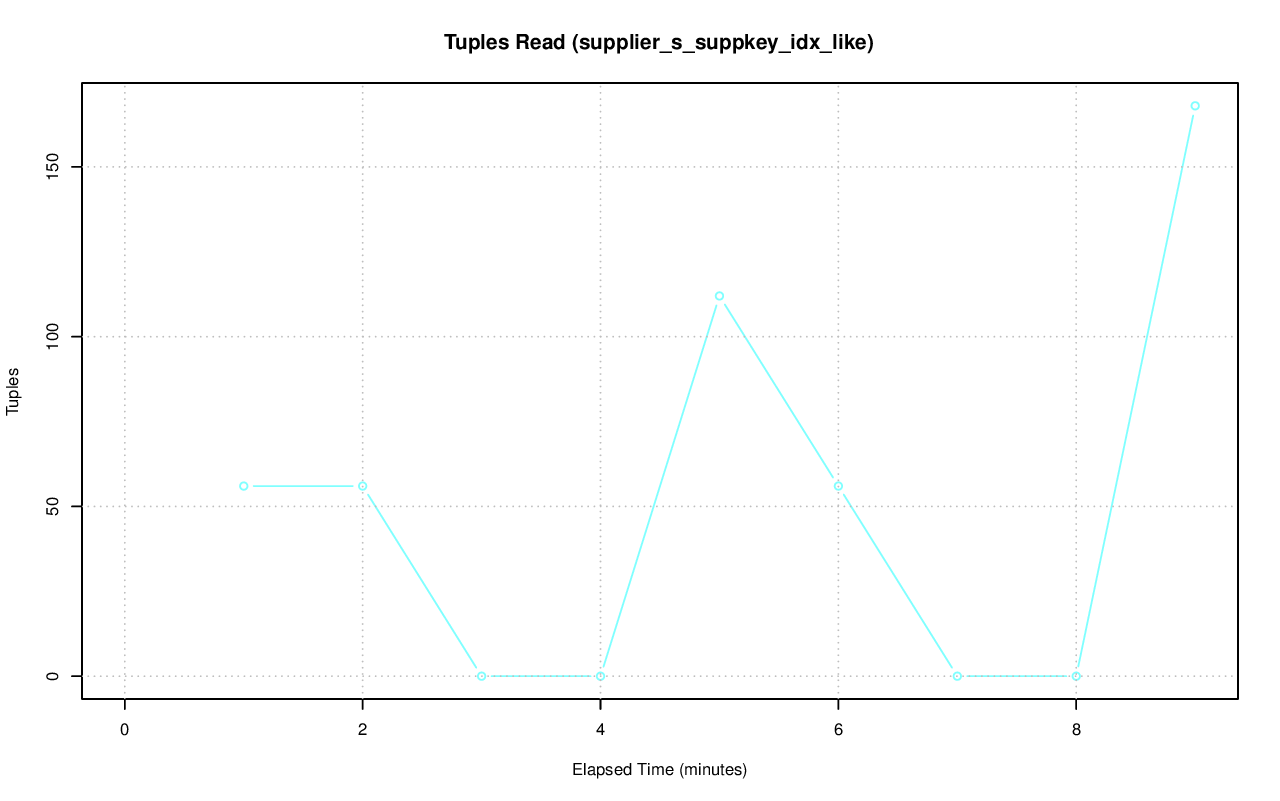 Tuples Read (supplier_s_suppkey_idx_like)
Tuples
150
100
50
0
0 2 4 6 8
Elapsed Time (minutes)